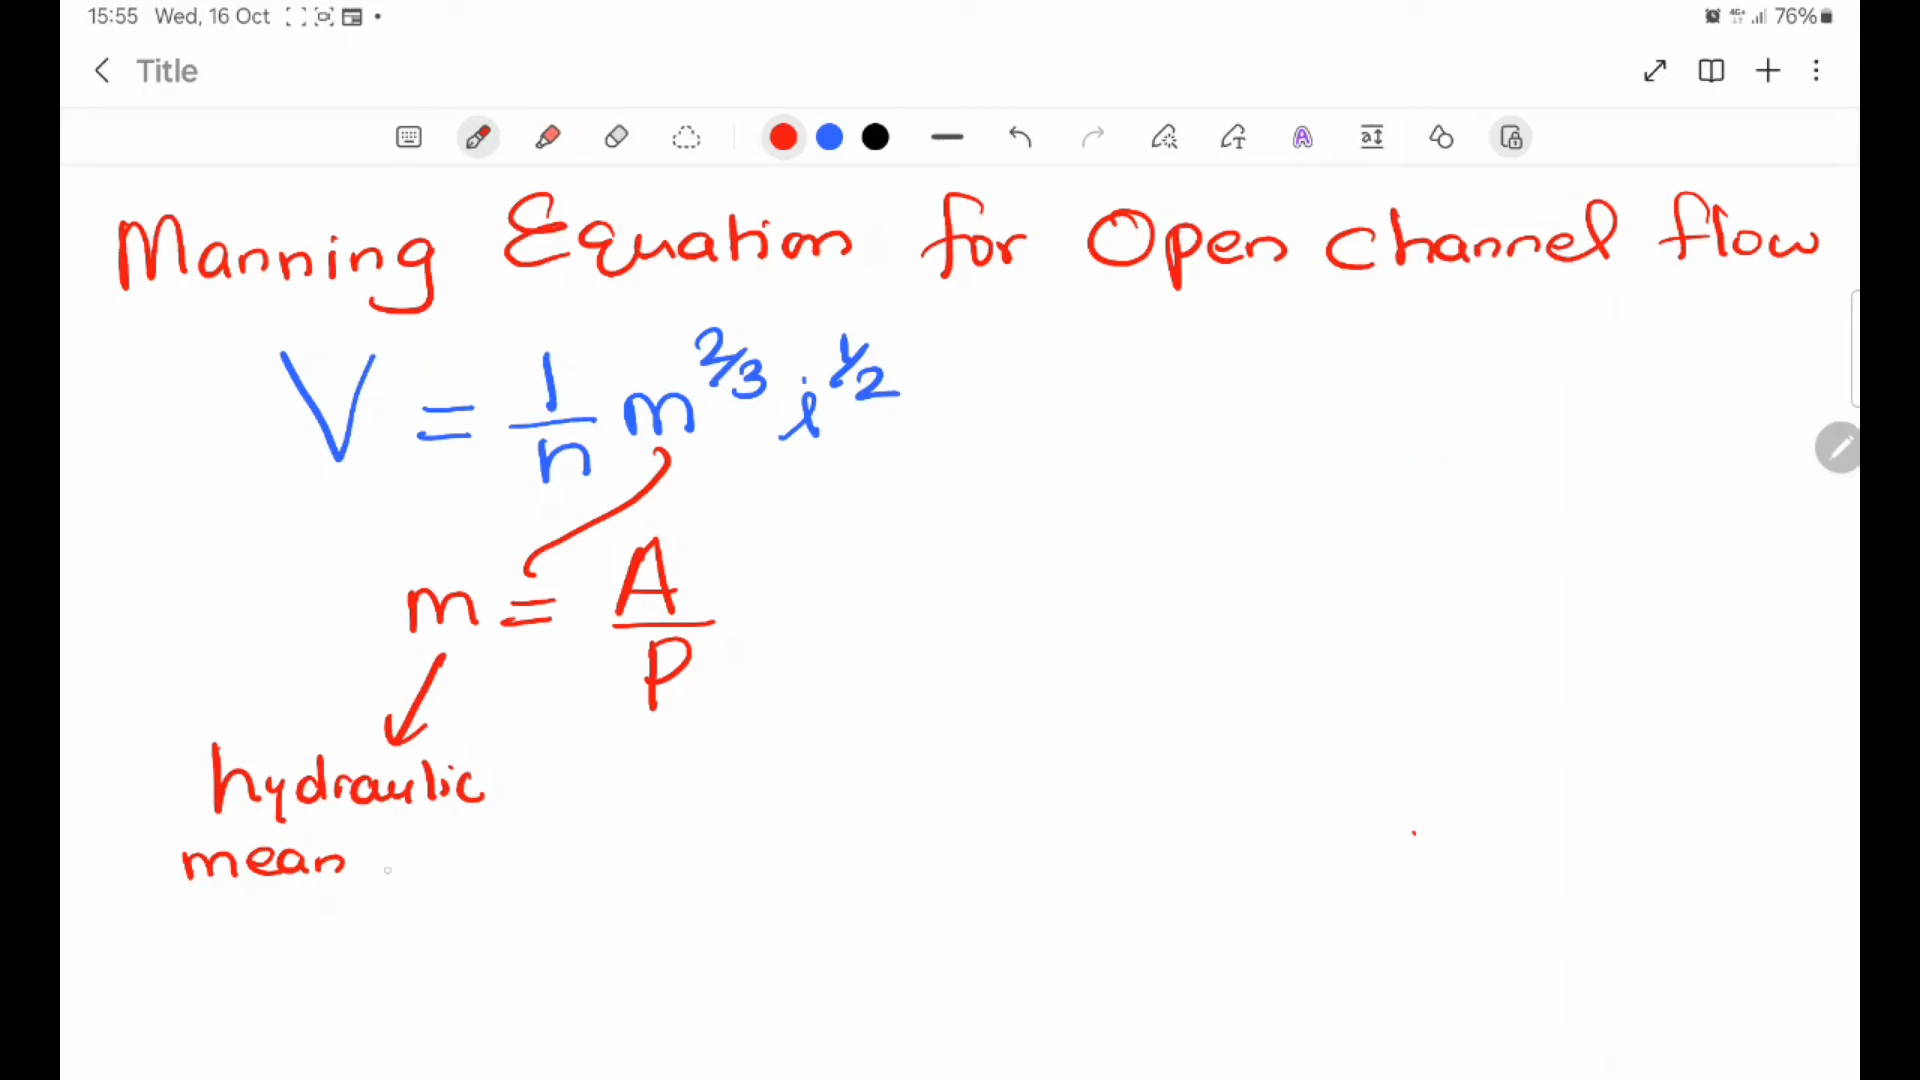 15:55 Wed, 16 Oct 4G+ 76%
Title
Manning Equation for Open channel flow
V = 1/n m^2/3 i^1/2
m = A/P
hydraulic
mean